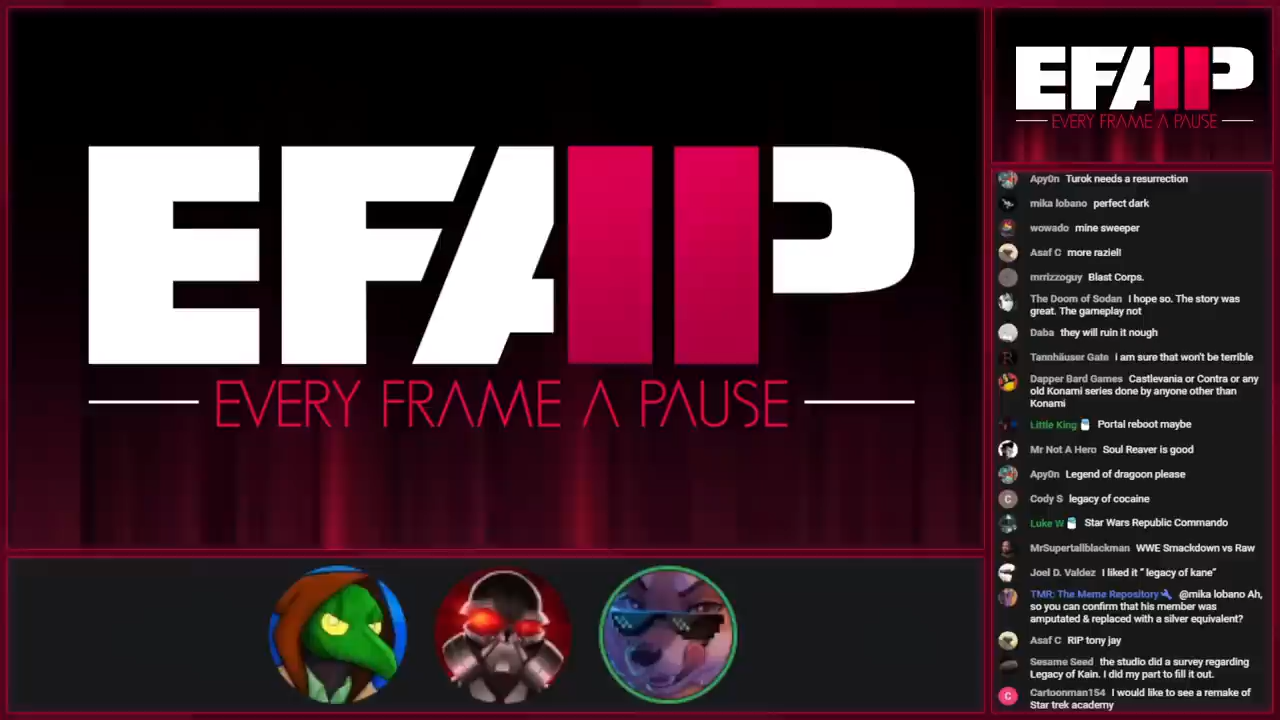 EFAP
EVERY FRAME A PAUSE
EFAP
EVERY FRAME A PAUSE
Apy0n Turok needs a resurrection
mika lobano perfect dark
wowado mine sweeper
Asaf C more raziel!
mrrizzoguy Blast Corps.
The Doom of Sodan I hope so. The story was
great. The gameplay not
Daba they will ruin it nough
Tannhäuser Gate i am sure that won't be terrible
Dapper Bard Games Castlevania or Contra or any
old Konami series done by anyone other than
Konami
Little King Portal reboot maybe
Mr Not A Hero Soul Reaver is good
Apy0n Legend of dragoon please
C Cody S legacy of cocaine
Luke W Star Wars Republic Commando
MrSupertallblackman WWE Smackdown vs Raw
Joel D. Valdez I liked it " legacy of kane"
TMR: The Meme Repository @mika lobano Ah,
so you can confirm that his member was
amputated & replaced with a silver equivalent?
Asaf C RIP tony jay
Sesame Seed the studio did a survey regarding
Legacy of Kain. I did my part to fill it out.
C Cartoonman154 I would like to see a remake of
Star trek academy